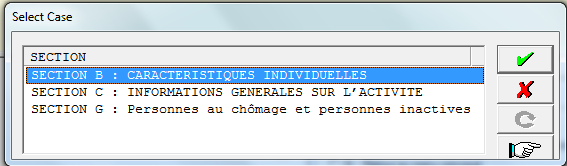 Select Case
SECTION
SECTION B : CARACTERISTIQUES INDIVIDUELLES
SECTION C : INFORMATIONS GENERALES SUR L'ACTIVITE
SECTION G : Personnes au chômage et personnes inactives